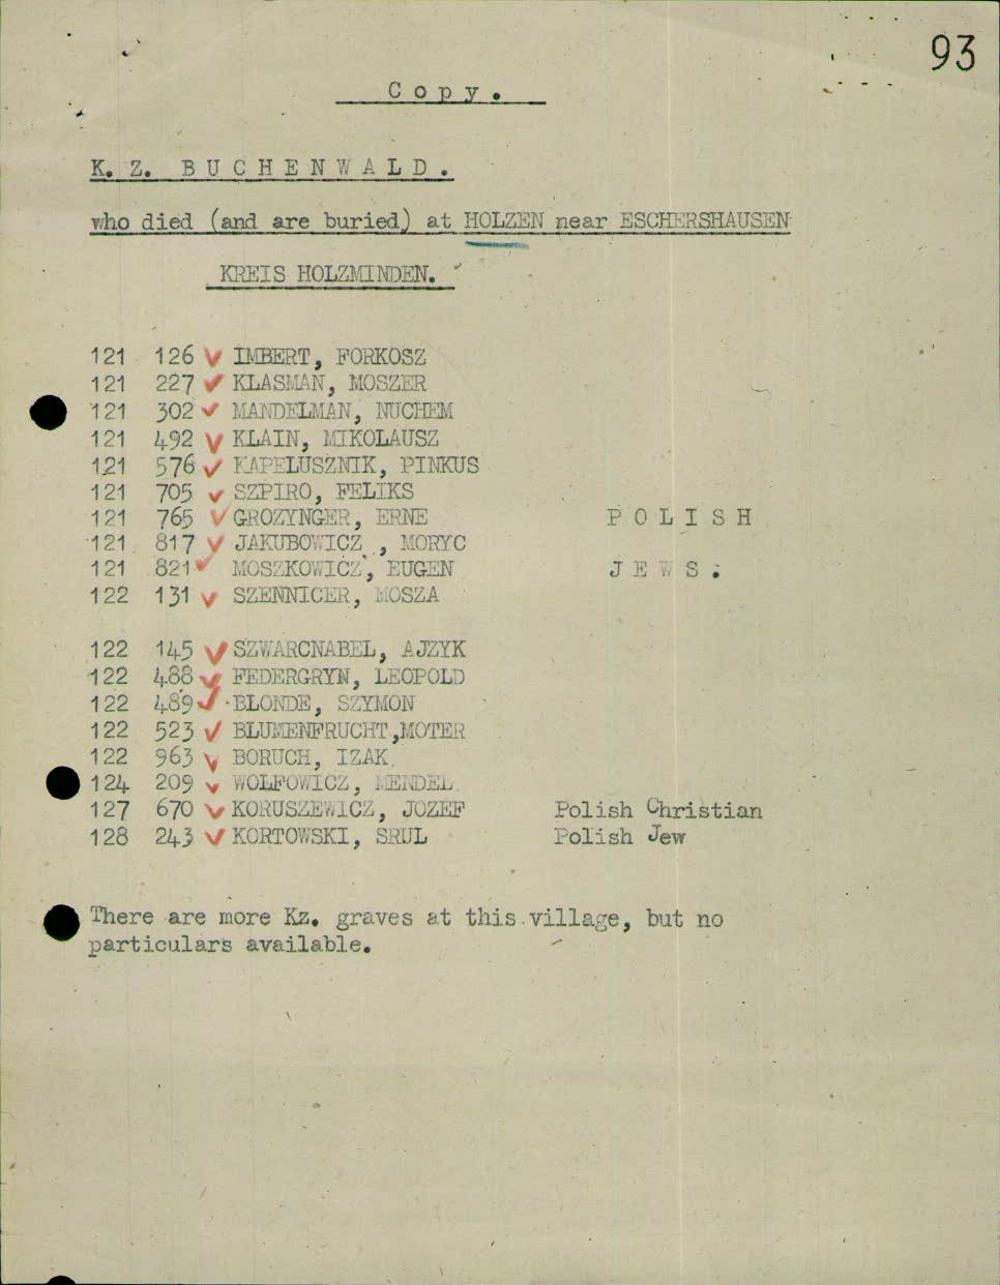 93
Copy.
K. Z. BUCHENWALD.
who died (and are buried) at HOLZEN near ESCHERSHAUSEN
KREIS HOLZMINDEN.
121 126 IMBERT, FORKOSZ
121 227 KLASMAN, MOSZER
121 302 MANDELMAN, NUCHEM
121 492 KLAIN, MIKOLAUSZ
121 576 KAPELUSZNIK, PINKUS
121 705 SZPIRO, FELIKS
121 765 GROZYNGER, ERNE POLISH
121 817 JAKUBOWICZ , MORYC
121 821 MOSZKOWICZ, EUGEN JEWS.
122 131 SZENNICER, MOSZA
122 145 SZWARCNABEL, AJZYK
122 488 FEDERGRYN, LEOPOLD
122 489 BLONDE, SZYMON
122 523 BLUMENFRUCHT,MOTER
122 963 BORUCH, IZAK.
124 209 WOLFOWICZ, MENDEL.
127 670 KORUSZEWICZ, JOZEF Polish Christian
128 243 KORTOWSKI, SRUL Polish Jew
There are more Kz. graves at this village, but no
particulars available.